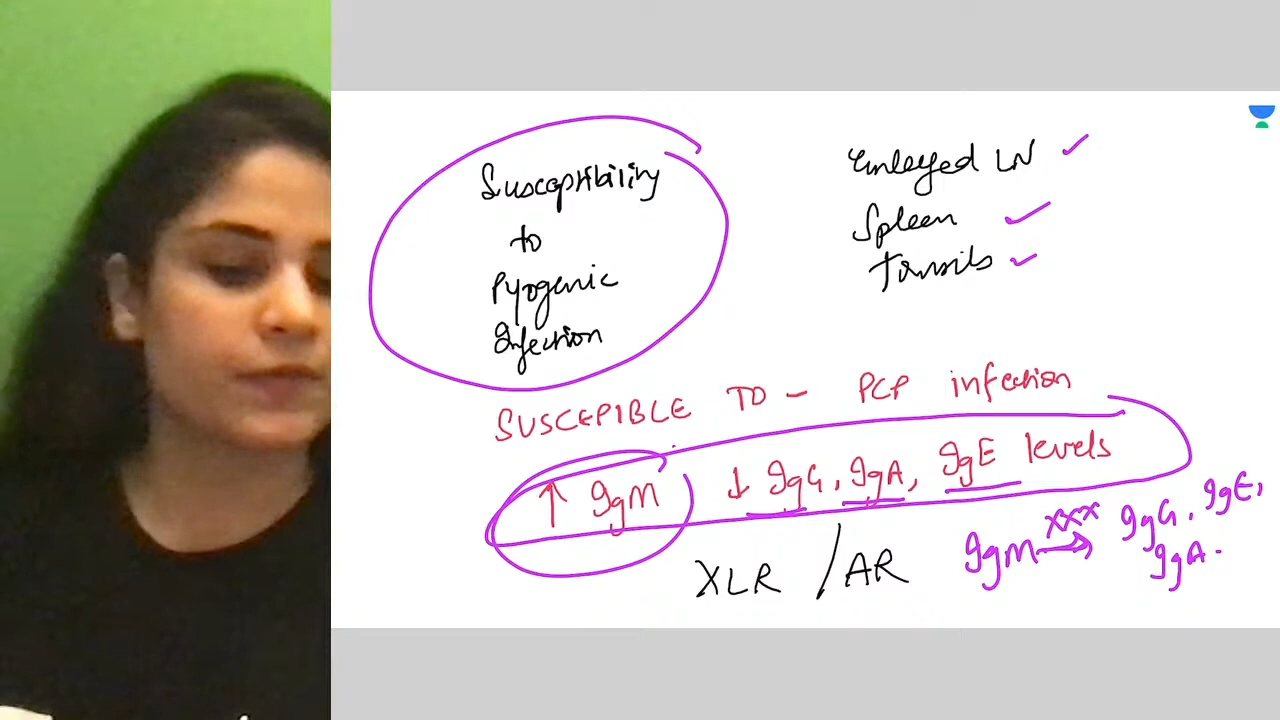 Susceptibility
to
Pyogenic
Infection
Enlarged LN
Spleen
Tonsils
SUSCEPIBLE TO - PCP infection
↑ IgM ↓ IgG, IgA, IgE levels
XLR / AR
IgM xxx → IgG, IgE,
IgA.